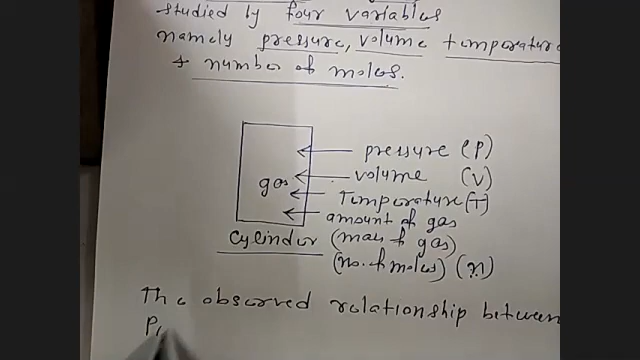 studied by four variables
namely pressure, volume temperature
& number of moles.
pressure (P)
volume (V)
gas
Temperature (T)
amount of gas
Cylinder (mass of gas)
(no. of moles) (n)
The observed relationship between
P